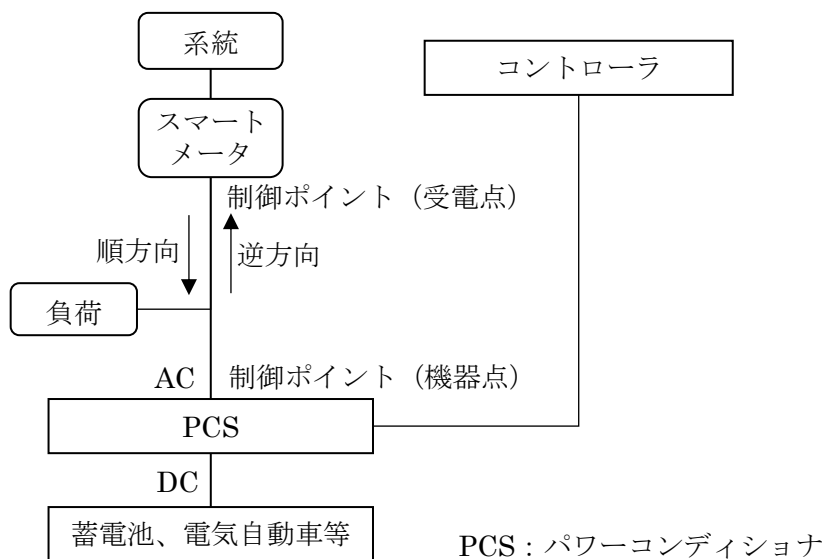 系統
コントローラ
スマート
メータ
制御ポイント（受電点）
順方向
逆方向
負荷
AC
制御ポイント（機器点）
PCS
DC
蓄電池、電気自動車等
PCS：パワーコンディショナ